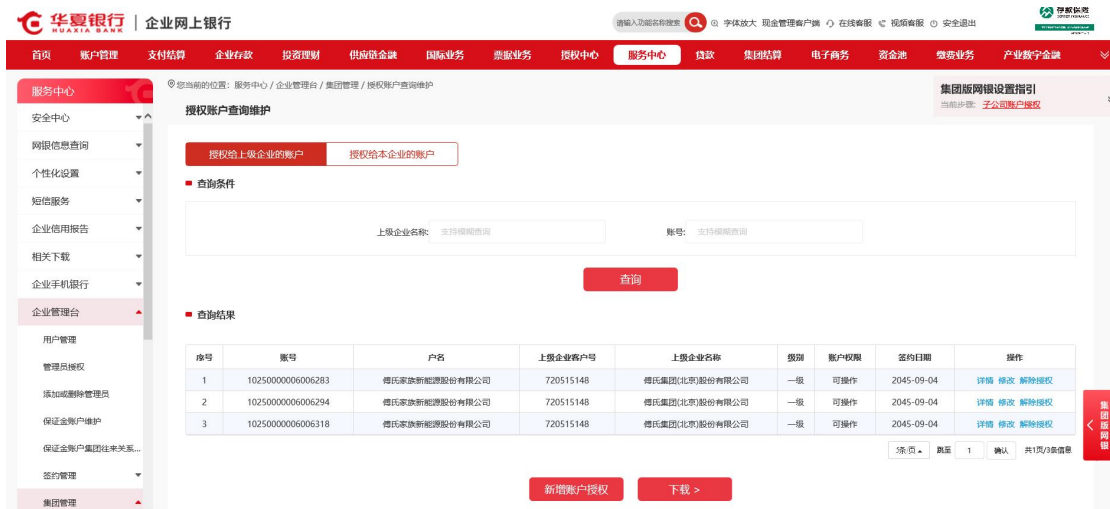 华夏银行 企业网上银行 请输入功能名称搜索 字体放大 现金管理客户端 在线客服 视频客服 安全退出 存款保险
HUAXIA BANK
首页 账户管理 支付结算 企业存款 投资理财 供应链金融 国际业务 票据业务 授权中心 服务中心 贷款 集团结算 电子商务 资金池 缴费业务 产业数字金融
服务中心
安全中心
网银信息查询
个性化设置
短信服务
企业信用报告
相关下载
企业手机银行
企业管理台
用户管理
管理员授权
添加或删除管理员
保证金账户维护
保证金账户集团往来关系...
签约管理
集团管理
您当前的位置: 服务中心 / 企业管理台 / 集团管理 / 授权账户查询维护
授权账户查询维护
集团版网银设置指引
当前步骤: 子公司账户授权
授权给上级企业的账户 授权给本企业的账户
查询条件
上级企业名称: 支持模糊查询 账号: 支持模糊查询
查询
查询结果
序号 账号 户名 上级企业客户号 上级企业名称 级别 账户权限 签约日期 操作
1 10250000006006283 傅氏家族新能源股份有限公司 720515148 傅氏集团(北京)股份有限公司 一级 可操作 2045-09-04 详情 修改 解除授权
2 10250000006006294 傅氏家族新能源股份有限公司 720515148 傅氏集团(北京)股份有限公司 一级 可操作 2045-09-04 详情 修改 解除授权
3 10250000006006318 傅氏家族新能源股份有限公司 720515148 傅氏集团(北京)股份有限公司 一级 可操作 2045-09-04 详情 修改 解除授权
5条/页 跳至 1 确认 共1页/3条信息
新增账户授权 下载 >
集团版网银